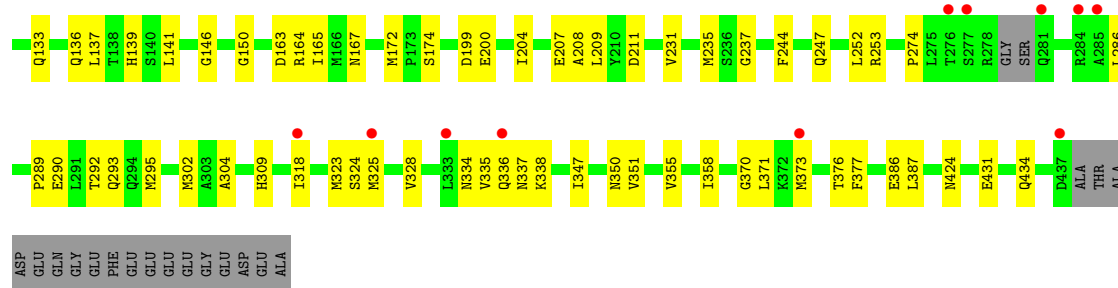 Q133 Q136 L137 T138 H139 S140 L141 G146 G150 D163 R164 I165 M166 N167 M172 P173 S174 D199 E200 I204 E207 A208 L209 Y210 D211 V231 M235 S236 G237 F244 Q247 L252 R253 P274 L275 T276 S277 R278 GLY SER Q281 R284 A285 L286
P289 E290 L291 T292 Q293 Q294 M295 M302 A303 A304 H309 I318 M323 S324 M325 V328 L333 N334 V335 Q336 N337 K338 I347 N350 V351 V355 I358 G370 L371 K372 M373 T376 F377 E386 L387 N424 E431 Q434 D437 ALA THR ALA
ASP GLU GLN GLY GLU PHE GLU GLU GLU GLU GLY GLU ASP GLU ALA